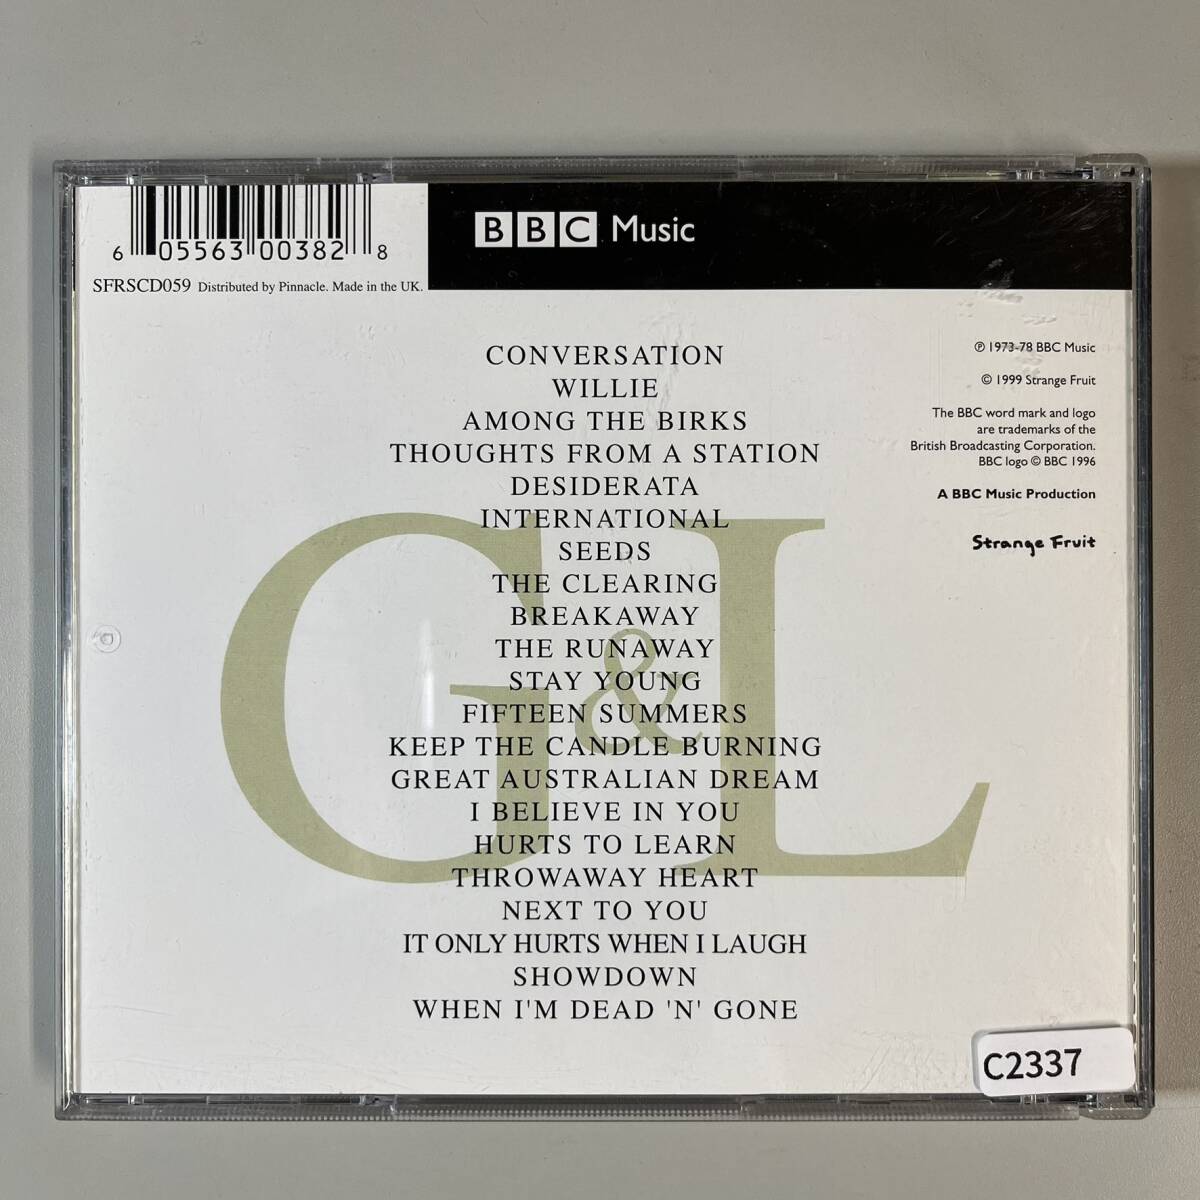 BBC Music
6 05563 00382 8
SFRSCD059 Distributed by Pinnacle. Made in the UK.
CONVERSATION
WILLIE
AMONG THE BIRKS
THOUGHTS FROM A STATION
DESIDERATA
INTERNATIONAL
SEEDS
THE CLEARING
BREAKAWAY
THE RUNAWAY
STAY YOUNG
FIFTEEN SUMMERS
KEEP THE CANDLE BURNING
GREAT AUSTRALIAN DREAM
I BELIEVE IN YOU
HURTS TO LEARN
THROWAWAY HEART
NEXT TO YOU
IT ONLY HURTS WHEN I LAUGH
SHOWDOWN
WHEN I'M DEAD 'N' GONE
G&L
℗ 1973-78 BBC Music
© 1999 Strange Fruit
The BBC word mark and logo
are trademarks of the
British Broadcasting Corporation.
BBC logo © BBC 1996
A BBC Music Production
Strange Fruit
C2337